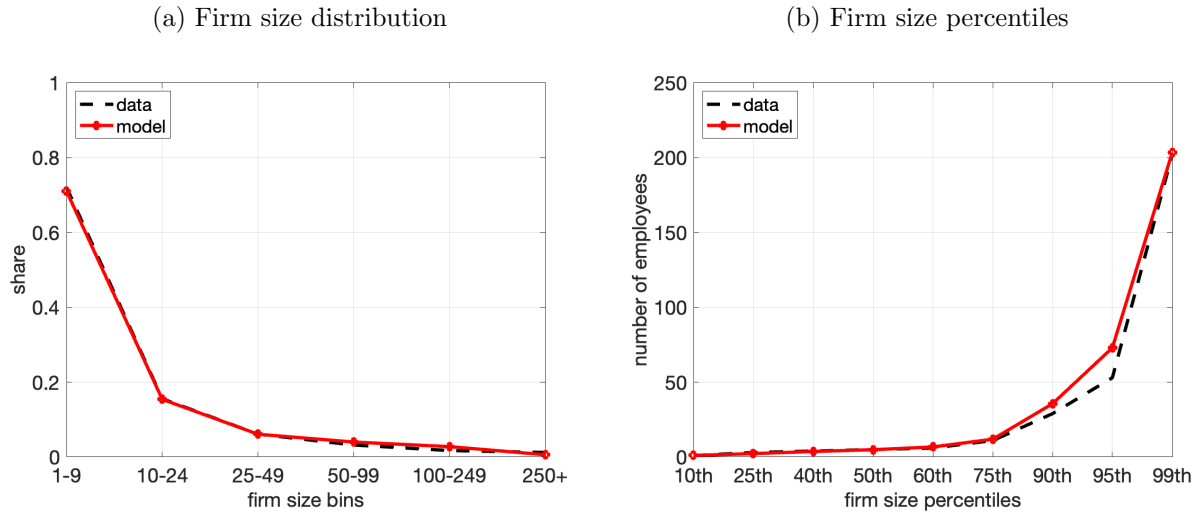 (a) Firm size distribution
1
0.8
0.6
0.4
0.2
0
share
data
model
1-9
10-24
25-49
50-99
100-249
250+
firm size bins
(b) Firm size percentiles
250
200
150
100
50
0
number of employees
data
model
10th
25th
40th
50th
60th
75th
90th
95th
99th
firm size percentiles